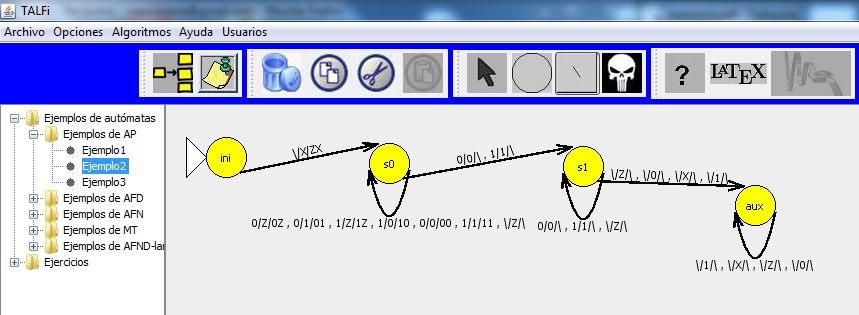 TALFi
Archivo Opciones Algoritmos Ayuda Usuarios
? LATEX
Ejemplos de autómatas
Ejemplos de AP
Ejemplo1
Ejemplo2
Ejemplo3
Ejemplos de AFD
Ejemplos de AFN
Ejemplos de MT
Ejemplos de AFND-lar
Ejercicios
ini
\/X/ZX
s0
0/Z/0Z , 0/1/01 , 1/Z/1Z , 1/0/10 , 0/0/00 , 1/1/11 , \/Z/\
0/0/\ , 1/1/\
s1
0/0/\ , 1/1/\ , \/Z/\
\/Z/\ , \/0/\ , \/X/\ , \/1/\
aux
\/1/\ , \/X/\ , \/Z/\ , \/0/\